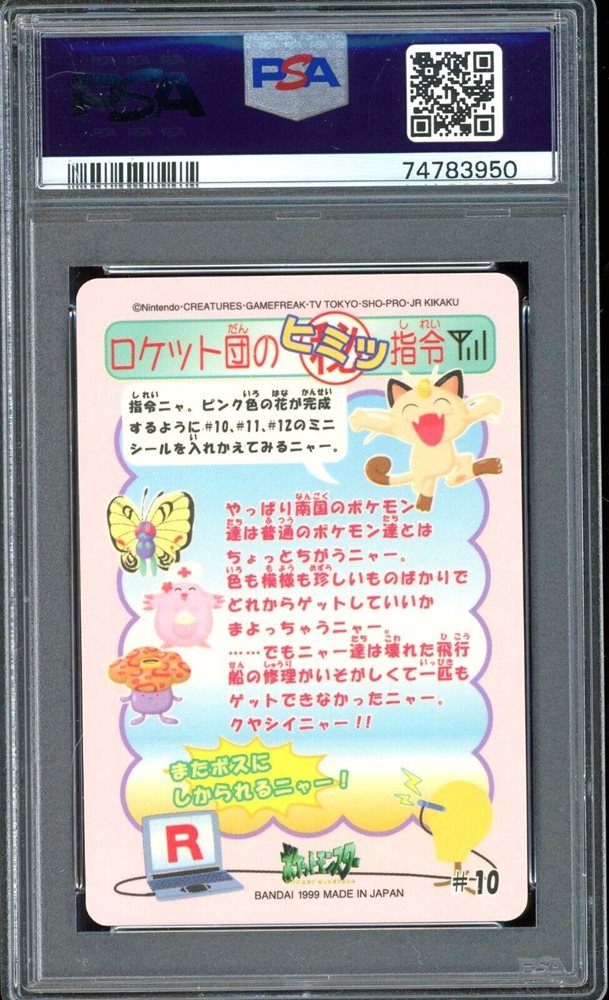 PSA
PSA
74783950
©Nintendo·CREATURES·GAMEFREAK·TV TOKYO·SHO-PRO·JR KIKAKU
ロケット団のヒミツ㊙指令
指令ニャ。ピンク色の花が完成
するように#10、#11、#12のミニ
シールを入れかえてみるニャー。
やっぱり南国のポケモン
達は普通のポケモン達とは
ちょっとちがうニャー。
色も模様も珍しいものばかりで
どれからゲットしていいか
まよっちゃうニャー。
……でもニャー達は壊れた飛行
船の修理がいそがしくて一匹も
ゲットできなかったニャー。
クヤシイニャー!!
またボスに
しかられるニャー!
R
ポケットモンスター
BANDAI 1999 MADE IN JAPAN
#10
PSA